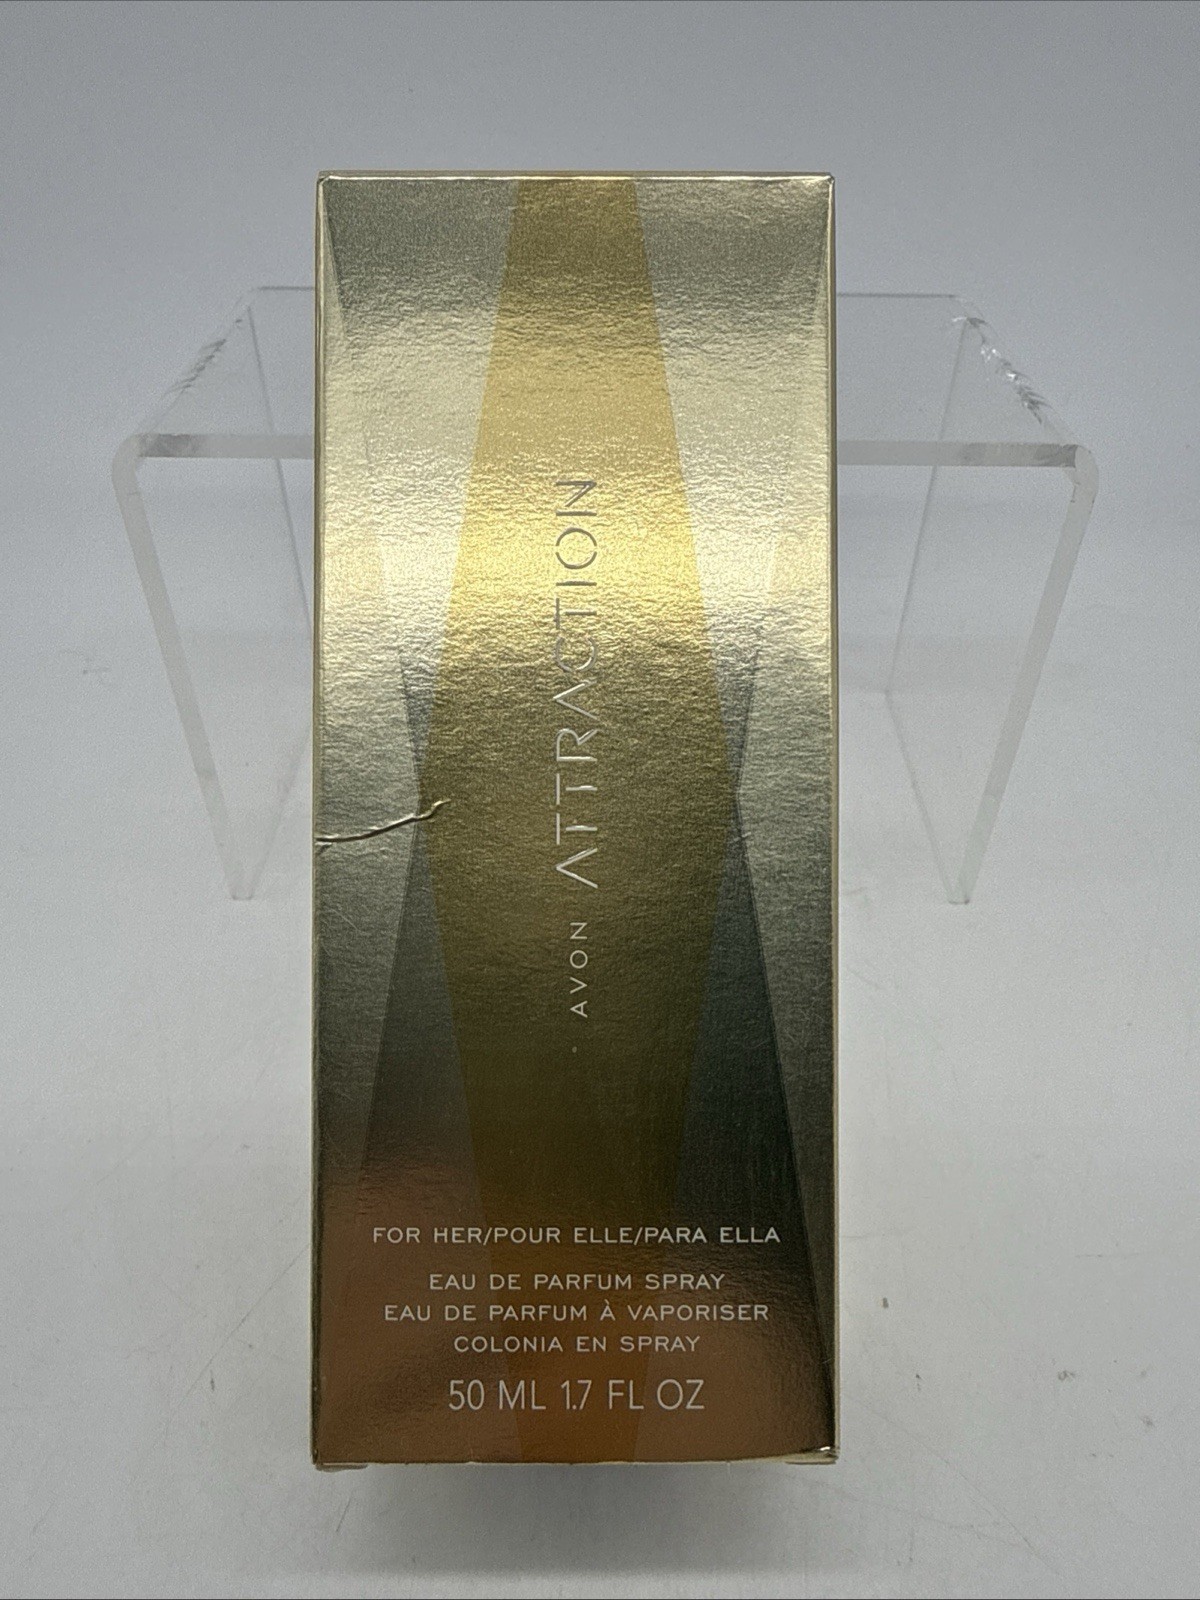 AVON ATTRACTION
FOR HER/POUR ELLE/PARA ELLA
EAU DE PARFUM SPRAY
EAU DE PARFUM À VAPORISER
COLONIA EN SPRAY
50 ML 1.7 FL OZ